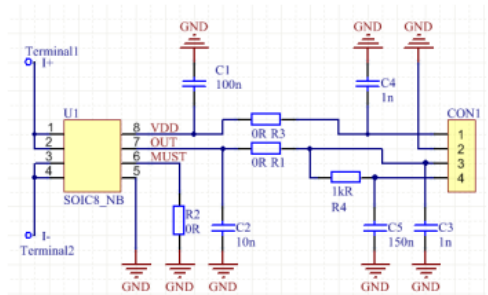 GND
GND
GND
Terminal1
I+
C1
100n
C4
1n
U1
CON1
1
8
VDD
0R R3
1
2
7
OUT
2
3
6
MUST
0R R1
3
4
5
4
SOIC8_NB
1kR
R4
R2
0R
C2
10n
C5
150n
C3
1n
I-
Terminal2
GND
GND
GND
GND
GND